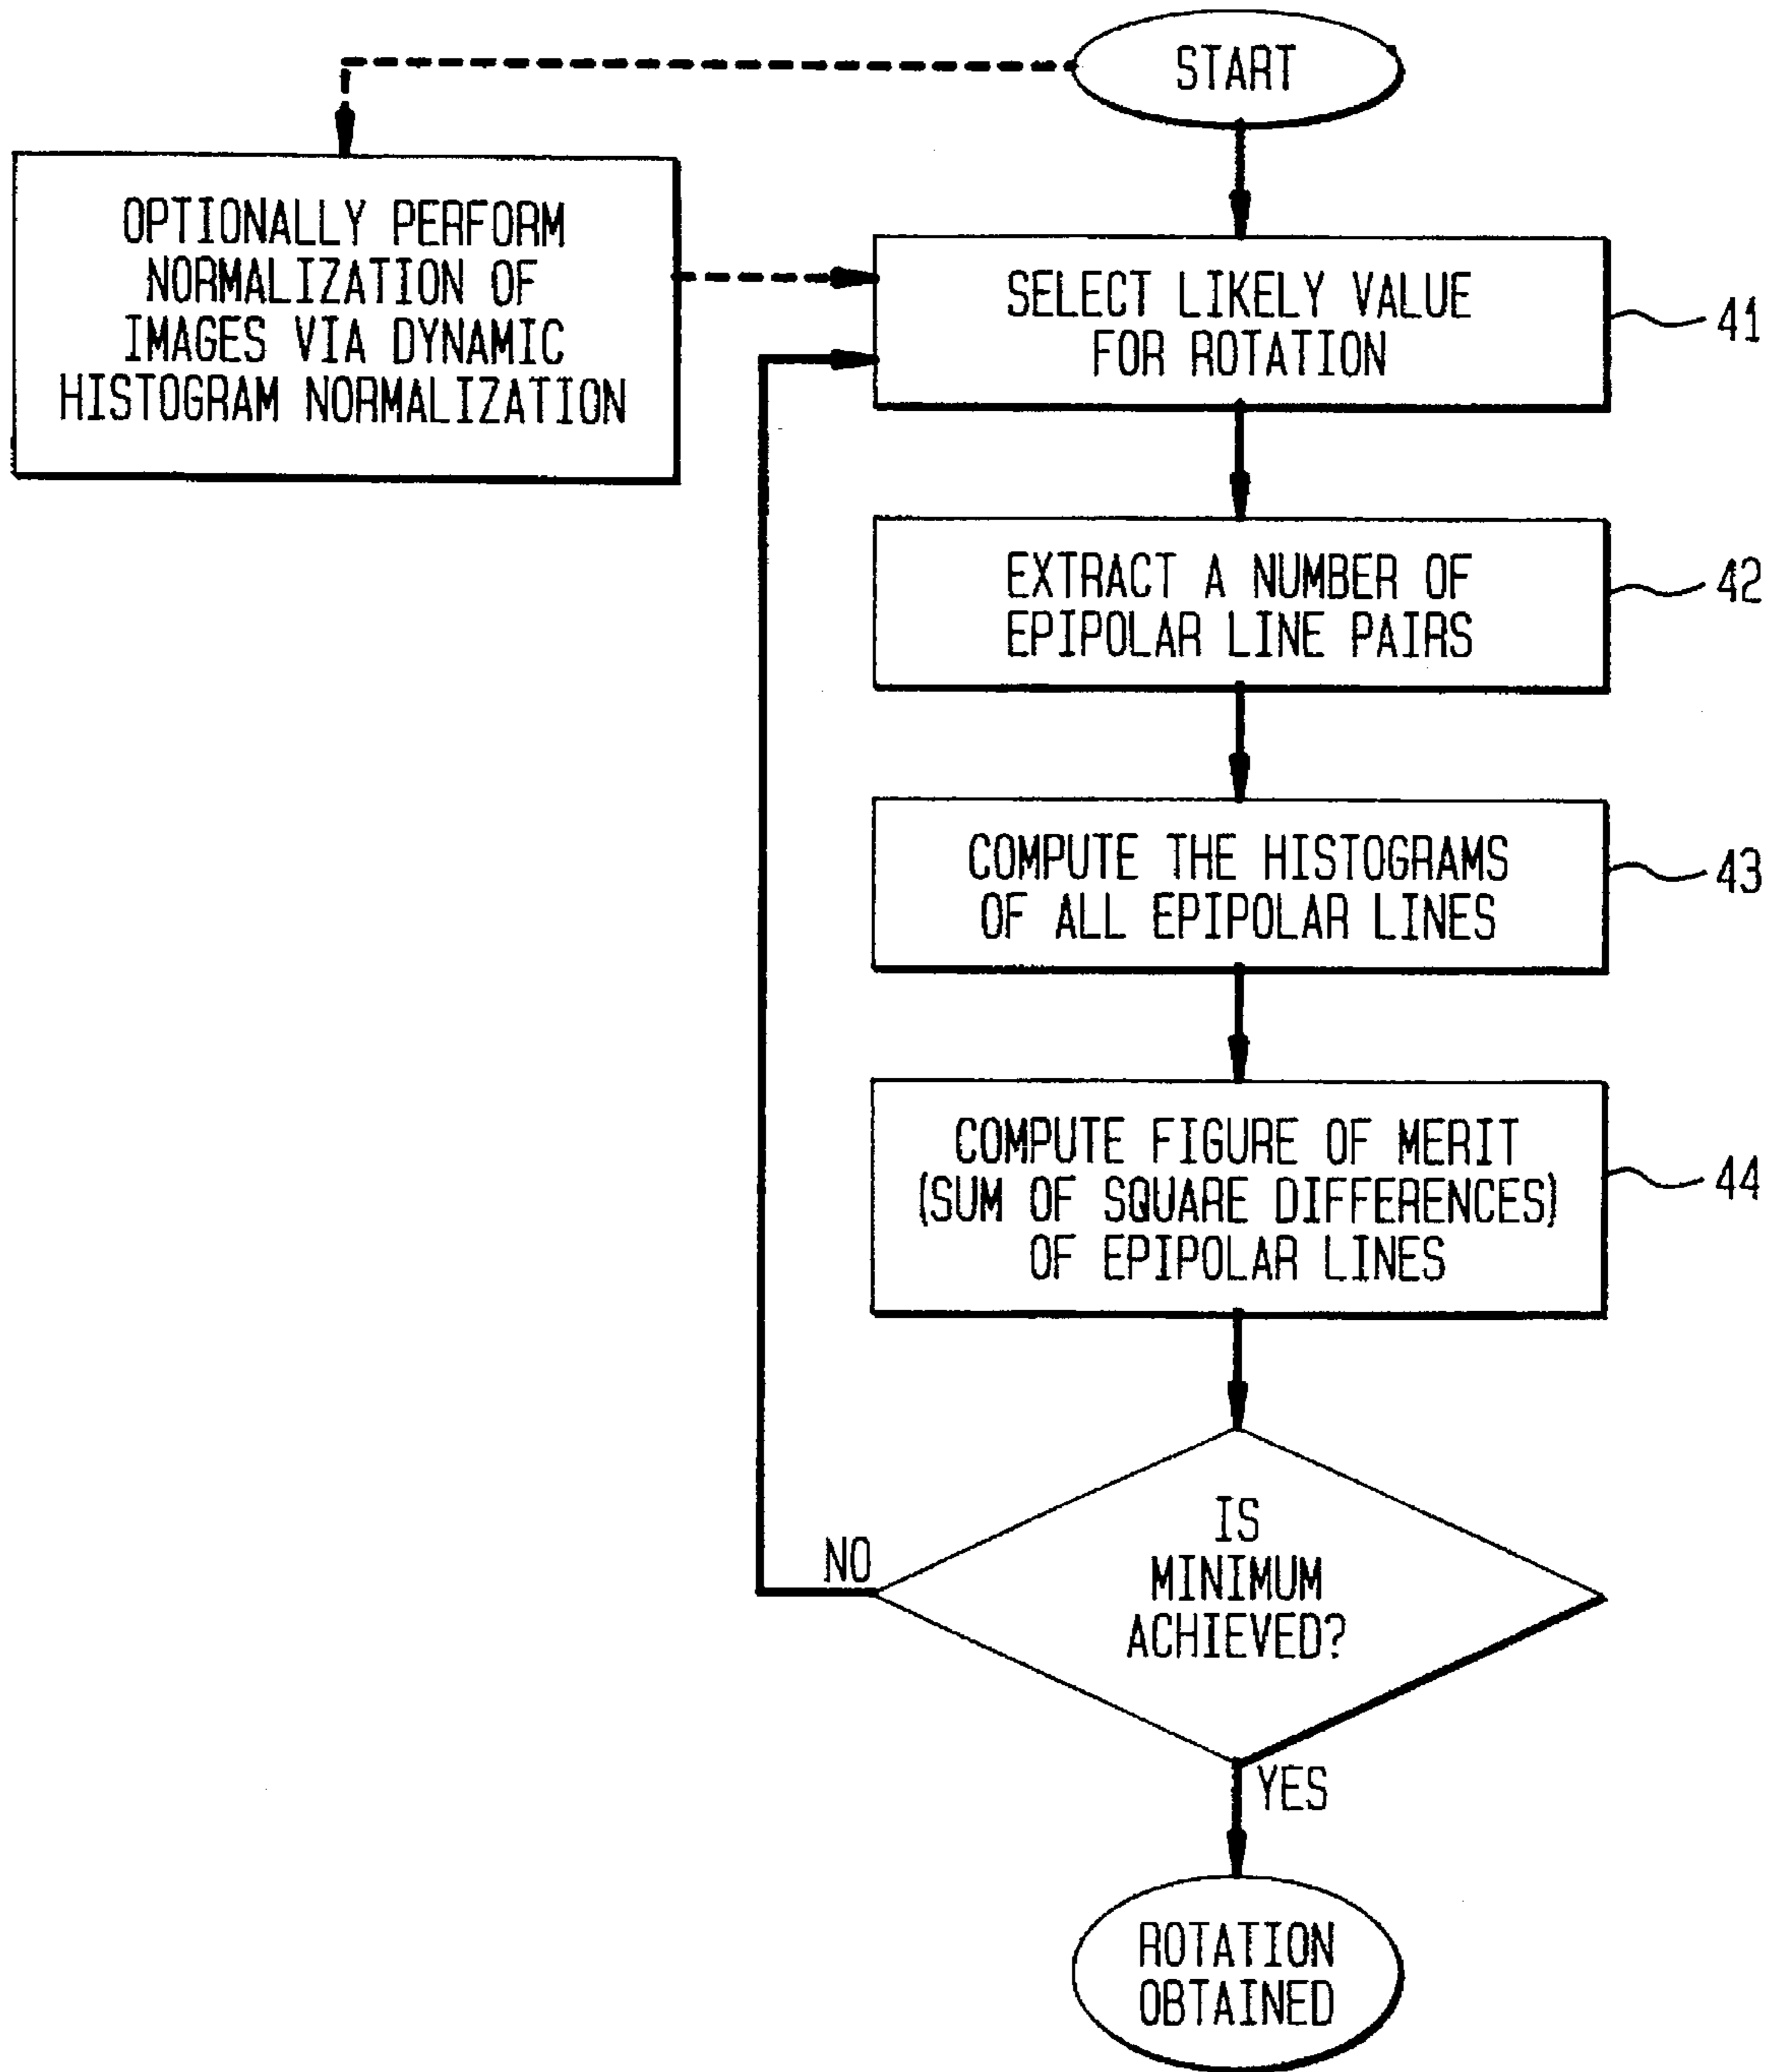 START
OPTIONALLY PERFORM
NORMALIZATION OF
IMAGES VIA DYNAMIC
HISTOGRAM NORMALIZATION
SELECT LIKELY VALUE
FOR ROTATION
41
EXTRACT A NUMBER OF
EPIPOLAR LINE PAIRS
42
COMPUTE THE HISTOGRAMS
OF ALL EPIPOLAR LINES
43
COMPUTE FIGURE OF MERIT
(SUM OF SQUARE DIFFERENCES)
OF EPIPOLAR LINES
44
IS
MINIMUM
ACHIEVED?
NO
YES
ROTATION
OBTAINED